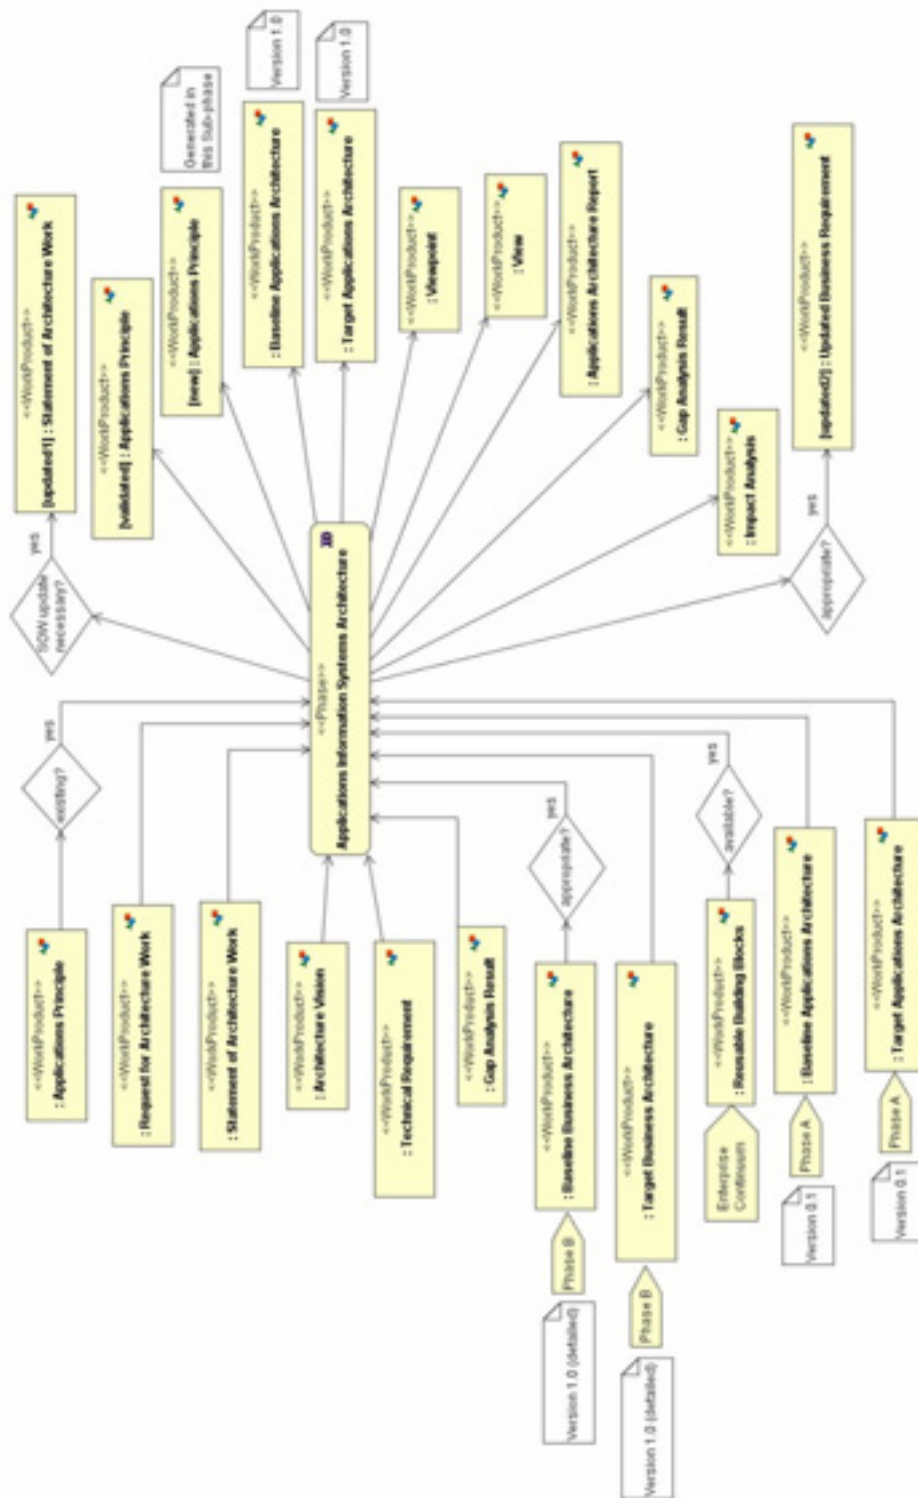 <<WorkProduct>>
: Applications Principle
existing?
yes
<<WorkProduct>>
: Request for Architecture Work
<<WorkProduct>>
: Statement of Architecture Work
<<WorkProduct>>
: Architecture Vision
<<WorkProduct>>
: Technical Requirement
<<WorkProduct>>
: Gap Analysis Result
Version 1.0 (detailed)
Phase B
<<WorkProduct>>
: Baseline Business Architecture
appropriate?
yes
Version 1.0 (detailed)
Phase B
<<WorkProduct>>
: Target Business Architecture
Enterprise
Continuum
<<WorkProduct>>
: Reusable Building Blocks
available?
yes
Version 0.1
Phase A
<<WorkProduct>>
: Baseline Applications Architecture
Version 0.1
Phase A
<<WorkProduct>>
: Target Applications Architecture
<<Phase>>
Applications Information Systems Architecture
SOW update
necessary?
yes
<<WorkProduct>>
[updated1] : Statement of Architecture Work
<<WorkProduct>>
[validated] : Applications Principle
<<WorkProduct>>
[new] : Applications Principle
Generated in
this Sub-phase
<<WorkProduct>>
: Baseline Applications Architecture
Version 1.0
<<WorkProduct>>
: Target Applications Architecture
Version 1.0
<<WorkProduct>>
: Viewpoint
<<WorkProduct>>
: View
<<WorkProduct>>
: Applications Architecture Report
<<WorkProduct>>
: Gap Analysis Result
<<WorkProduct>>
: Impact Analysis
appropriate?
yes
<<WorkProduct>>
[updated2] : Updated Business Requirement